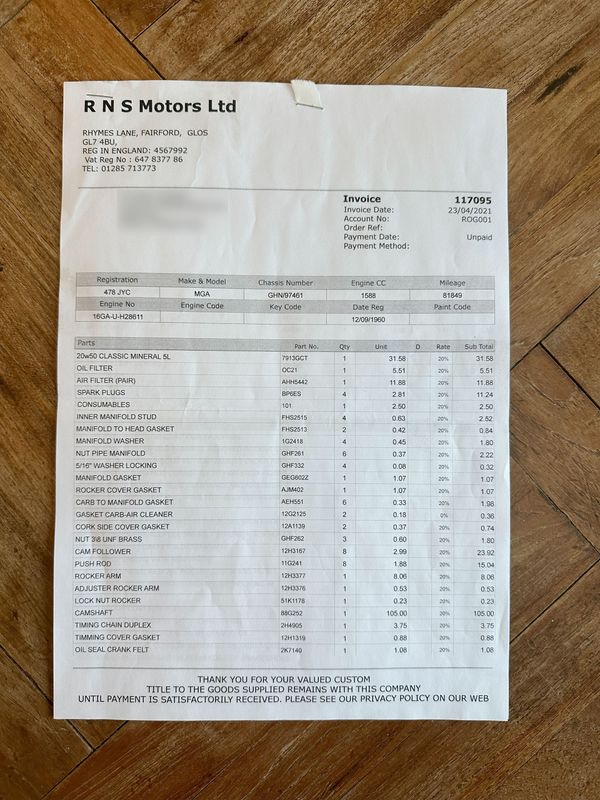 R N S Motors Ltd
RHYMES LANE, FAIRFORD, GLOS
GL7 4BU,
REG IN ENGLAND: 4567992
Vat Reg No : 647 8377 86
TEL: 01285 713773
Invoice 117095
Invoice Date: 23/04/2021
Account No: ROG001
Order Ref:
Payment Date: Unpaid
Payment Method:
Registration Make & Model Chassis Number Engine CC Mileage
478 JYC MGA GHN/97461 1588 81849
Engine No Engine Code Key Code Date Reg Paint Code
16GA-U-H28611 12/09/1960
Parts Part No. Qty Unit D Rate Sub Total
20w50 CLASSIC MINERAL 5L 7913GCT 1 31.58 20% 31.58
OIL FILTER OC21 1 5.51 20% 5.51
AIR FILTER (PAIR) AHH5442 1 11.88 20% 11.88
SPARK PLUGS BP6ES 4 2.81 20% 11.24
CONSUMABLES 101 1 2.50 20% 2.50
INNER MANIFOLD STUD FHS2515 4 0.63 20% 2.52
MANIFOLD TO HEAD GASKET FHS2513 2 0.42 20% 0.84
MANIFOLD WASHER 1G2418 4 0.45 20% 1.80
NUT PIPE MANIFOLD GHF261 6 0.37 20% 2.22
5/16" WASHER LOCKING GHF332 4 0.08 20% 0.32
MANIFOLD GASKET GEG602Z 1 1.07 20% 1.07
ROCKER COVER GASKET AJM402 1 1.07 20% 1.07
CARB TO MANIFOLD GASKET AEH551 6 0.33 20% 1.98
GASKET CARB-AIR CLEANER 12G2125 2 0.18 0% 0.36
CORK SIDE COVER GASKET 12A1139 2 0.37 20% 0.74
NUT 3\8 UNF BRASS GHF262 3 0.60 20% 1.80
CAM FOLLOWER 12H3167 8 2.99 20% 23.92
PUSH ROD 11G241 8 1.88 20% 15.04
ROCKER ARM 12H3377 1 8.06 20% 8.06
ADJUSTER ROCKER ARM 12H3376 1 0.53 20% 0.53
LOCK NUT ROCKER 51K1178 1 0.23 20% 0.23
CAMSHAFT 88G252 1 105.00 20% 105.00
TIMING CHAIN DUPLEX 2H4905 1 3.75 20% 3.75
TIMMING COVER GASKET 12H1319 1 0.88 20% 0.88
OIL SEAL CRANK FELT 2K7140 1 1.08 20% 1.08
THANK YOU FOR YOUR VALUED CUSTOM
TITLE TO THE GOODS SUPPLIED REMAINS WITH THIS COMPANY
UNTIL PAYMENT IS SATISFACTORILY RECEIVED. PLEASE SEE OUR PRIVACY POLICY ON OUR WEB